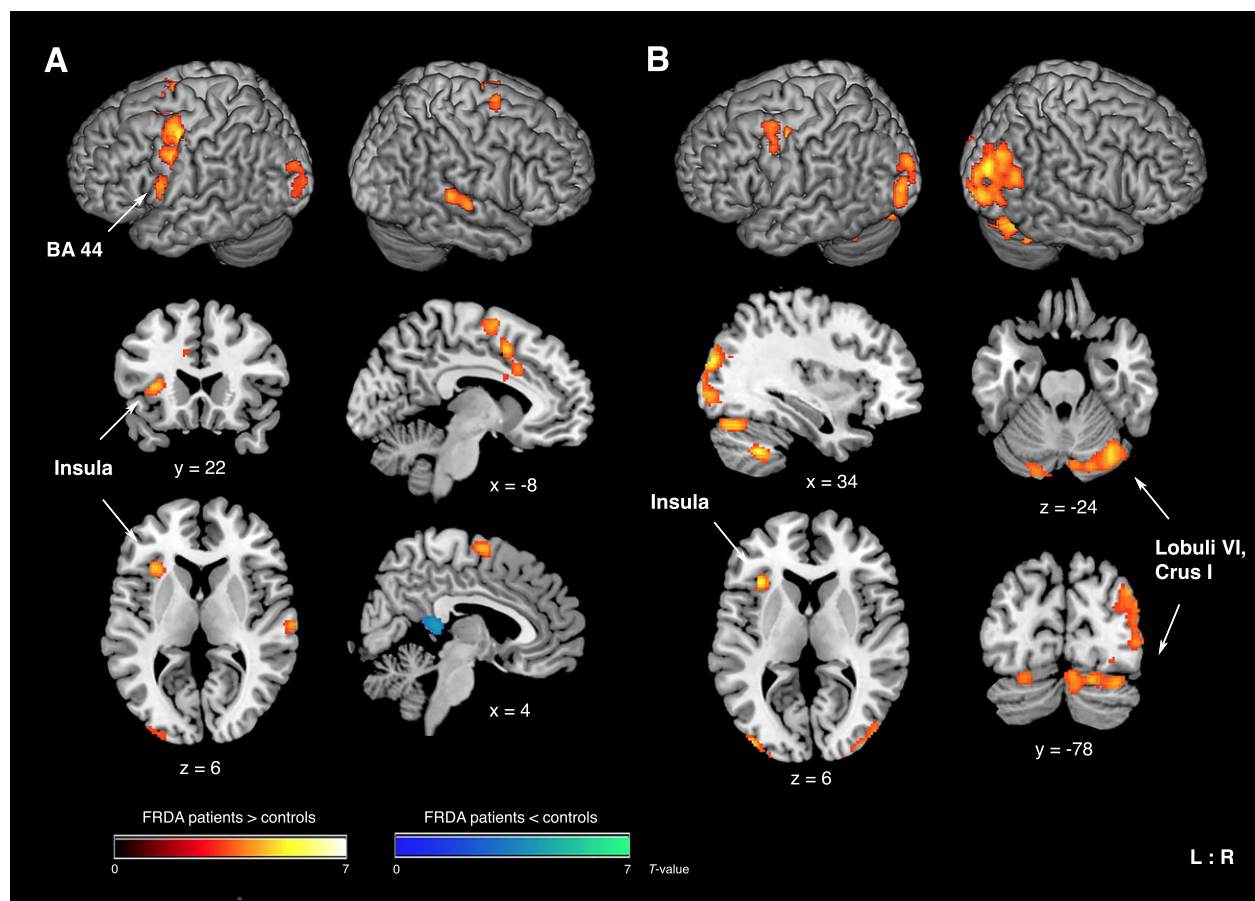 A
B
BA 44
Insula
y = 22
x = -8
x = 34
z = -24
Insula
Lobuli VI,
Crus I
x = 4
z = 6
y = -78
z = 6
FRDA patients > controls
FRDA patients < controls
0
7
0
7
T-value
L : R